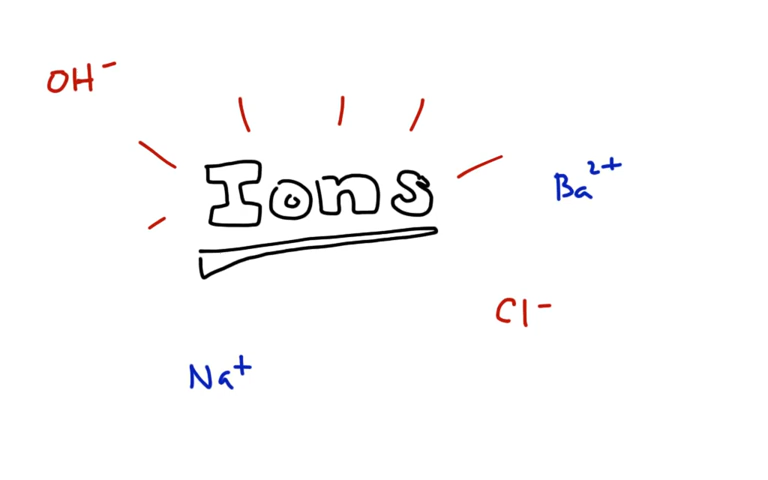 OH⁻
Ions
Ba²⁺
Cl⁻
Na⁺